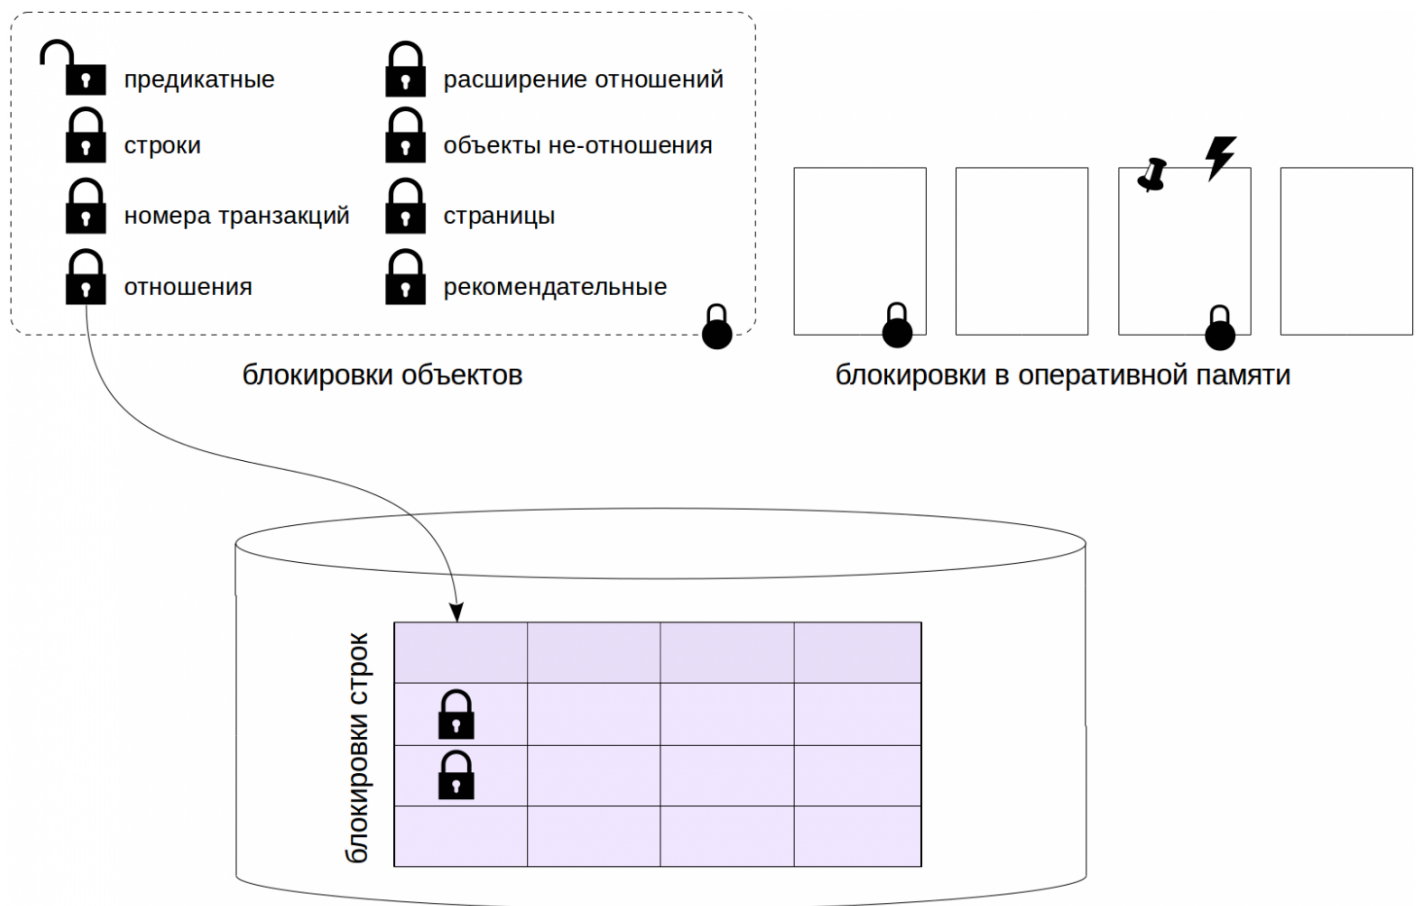 предикатные
строки
номера транзакций
отношения
расширение отношений
объекты не-отношения
страницы
рекомендательные
блокировки объектов
блокировки в оперативной памяти
блокировки строк